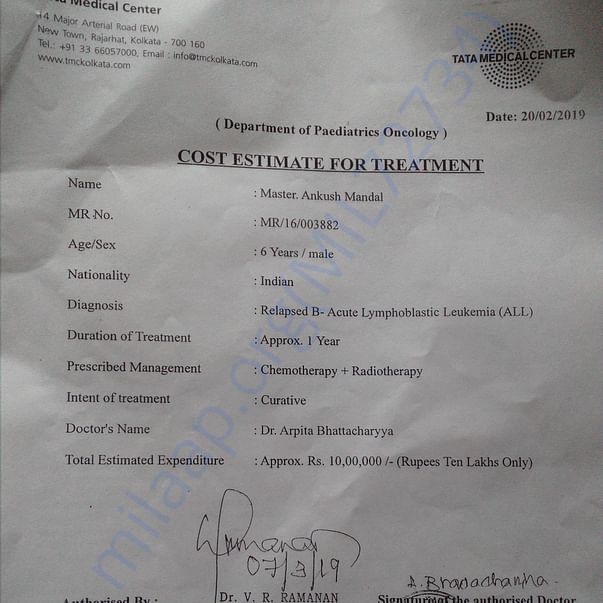 Medical Center
14 Major Arterial Road (EW)
New Town, Rajarhat, Kolkata - 700 160
Tel.: +91 33 66057000, Email : info@tmckolkata.com
www.tmckolkata.com
TATA MEDICAL CENTER
Date: 20/02/2019
( Department of Paediatrics Oncology )
COST ESTIMATE FOR TREATMENT
Name : Master. Ankush Mandal
MR No. : MR/16/003882
Age/Sex : 6 Years / male
Nationality : Indian
Diagnosis : Relapsed B- Acute Lymphoblastic Leukemia (ALL)
Duration of Treatment : Approx. 1 Year
Prescribed Management : Chemotherapy + Radiotherapy
Intent of treatment : Curative
Doctor's Name : Dr. Arpita Bhattacharyya
Total Estimated Expenditure : Approx. Rs. 10,00,000 /- (Rupees Ten Lakhs Only)
07/3/19
Authorised By : Dr. V. R. RAMANAN
Signature of the authorised Doctor